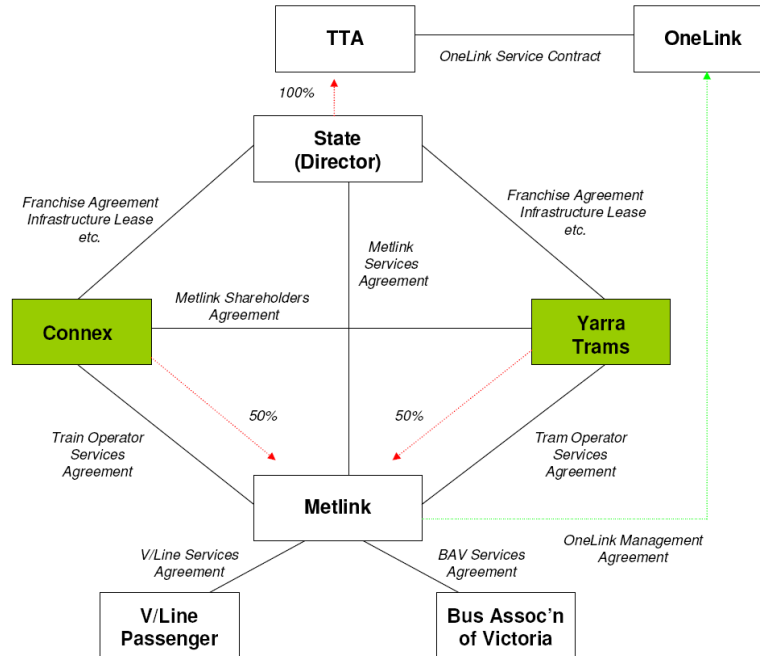 TTA
OneLink
OneLink Service Contract
100%
State
(Director)
Franchise Agreement
Infrastructure Lease
etc.
Franchise Agreement
Infrastructure Lease
etc.
Metlink
Services
Agreement
Metlink Shareholders
Agreement
Connex
Yarra
Trams
50%
50%
Train Operator
Services
Agreement
Tram Operator
Services
Agreement
Metlink
V/Line Services
Agreement
BAV Services
Agreement
OneLink Management
Agreement
V/Line
Passenger
Bus Assoc'n
of Victoria